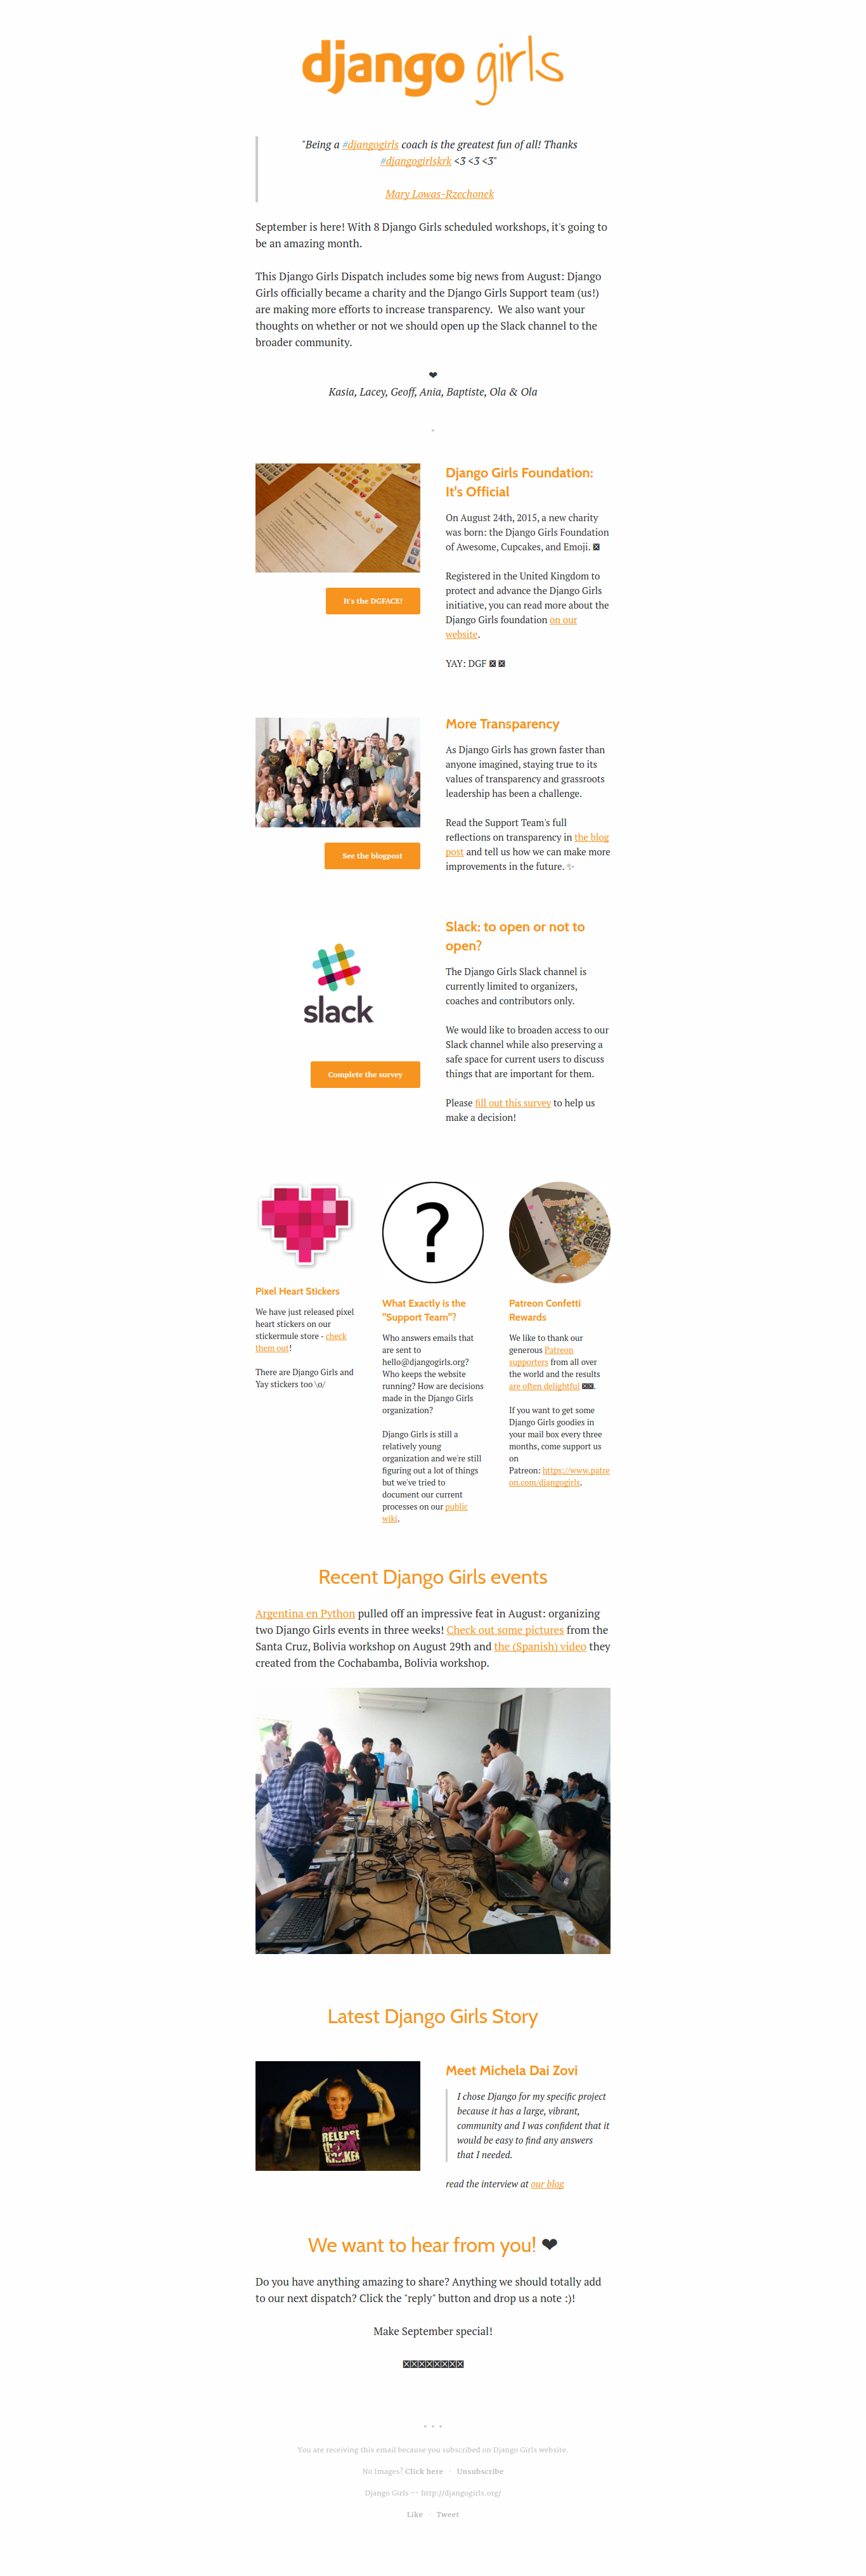 django girls
"Being a #djangogirls coach is the greatest fun of all! Thanks
#djangogirlskrk <3 <3 <3"
Mary Lowas-Rzechonek
September is here! With 8 Django Girls scheduled workshops, it's going to
be an amazing month.
This Django Girls Dispatch includes some big news from August: Django
Girls officially became a charity and the Django Girls Support team (us!)
are making more efforts to increase transparency.  We also want your
thoughts on whether or not we should open up the Slack channel to the
broader community.
❤
Kasia, Lacey, Geoff, Ania, Baptiste, Ola & Ola
It's the DGFACE!
Django Girls Foundation:
It's Official
On August 24th, 2015, a new charity
was born: the Django Girls Foundation
of Awesome, Cupcakes, and Emoji.
Registered in the United Kingdom to
protect and advance the Django Girls
initiative, you can read more about the
Django Girls foundation on our
website.
YAY: DGF
See the blogpost
More Transparency
As Django Girls has grown faster than
anyone imagined, staying true to its
values of transparency and grassroots
leadership has been a challenge.
Read the Support Team's full
reflections on transparency in the blog
post and tell us how we can make more
improvements in the future. ✨
slack
Complete the survey
Slack: to open or not to
open?
The Django Girls Slack channel is
currently limited to organizers,
coaches and contributors only.
We would like to broaden access to our
Slack channel while also preserving a
safe space for current users to discuss
things that are important for them.
Please fill out this survey to help us
make a decision!
Pixel Heart Stickers
We have just released pixel
heart stickers on our
stickermule store - check
them out!
There are Django Girls and
Yay stickers too \o/
?
What Exactly is the
"Support Team"?
Who answers emails that
are sent to
hello@djangogirls.org?
Who keeps the website
running? How are decisions
made in the Django Girls
organization?
Django Girls is still a
relatively young
organization and we're still
figuring out a lot of things
but we've tried to
document our current
processes on our public
wiki.
Patreon Confetti
Rewards
We like to thank our
generous Patreon
supporters from all over
the world and the results
are often delightful .
If you want to get some
Django Girls goodies in
your mail box every three
months, come support us
on
Patreon: https://www.patre
on.com/djangogirls.
Recent Django Girls events
Argentina en Python pulled off an impressive feat in August: organizing
two Django Girls events in three weeks! Check out some pictures from the
Santa Cruz, Bolivia workshop on August 29th and the (Spanish) video they
created from the Cochabamba, Bolivia workshop.
Latest Django Girls Story
RELEASE
Meet Michela Dai Zovi
I chose Django for my specific project
because it has a large, vibrant,
community and I was confident that it
would be easy to find any answers
that I needed.
read the interview at our blog
We want to hear from you! ❤
Do you have anything amazing to share? Anything we should totally add
to our next dispatch? Click the "reply" button and drop us a note :)!
Make September special!
• • •
You are receiving this email because you subscribed on Django Girls website.
No Images? Click here · Unsubscribe
Django Girls -- http://djangogirls.org/
Like · Tweet